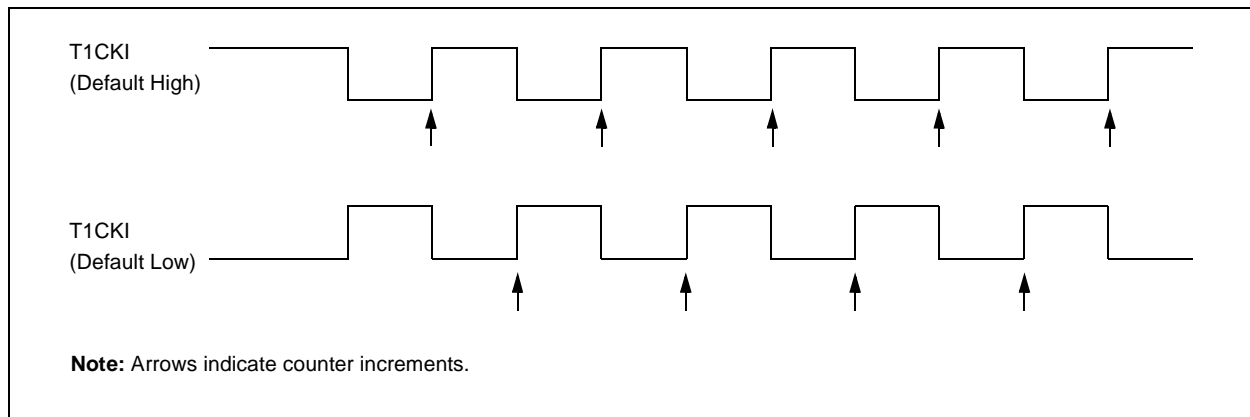 T1CKI
(Default High)
T1CKI
(Default Low)
Note: Arrows indicate counter increments.